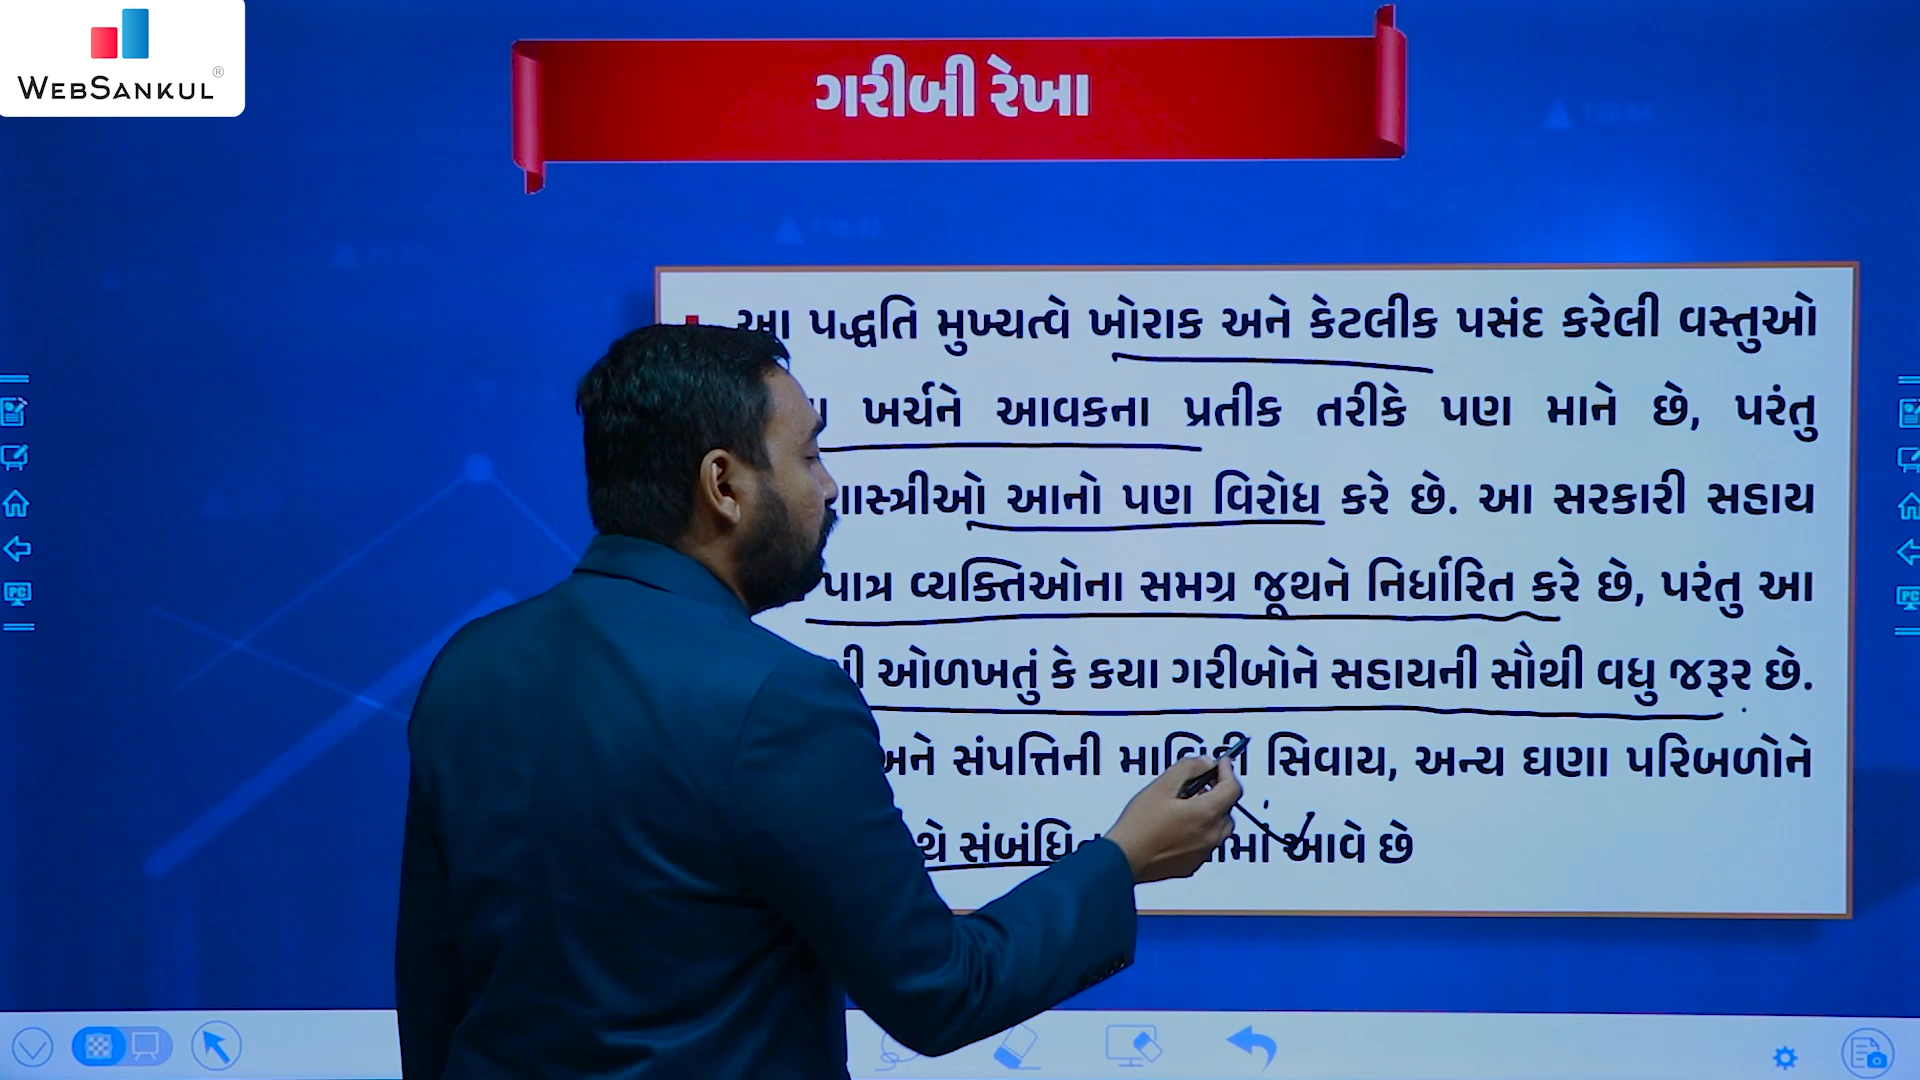 WEBSANKUL®
ગરીબી રેખા
આ પદ્ધતિ મુખ્યત્વે ખોરાક અને કેટલીક પસંદ કરેલી વસ્તુઓ
ખર્ચને આવકના પ્રતીક તરીકે પણ માને છે, પરંતુ
આનો પણ વિરોધ કરે છે. આ સરકારી સહાય
પાત્ર વ્યક્તિઓના સમગ્ર જૂથને નિર્ધારિત કરે છે, પરંતુ આ
ઓળખતું કે કયા ગરીબોને સહાયની સૌથી વધુ જરૂર છે.
અને સંપત્તિની માલિકી સિવાય, અન્ય ઘણા પરિબળોને
આવે છે
PC
PC